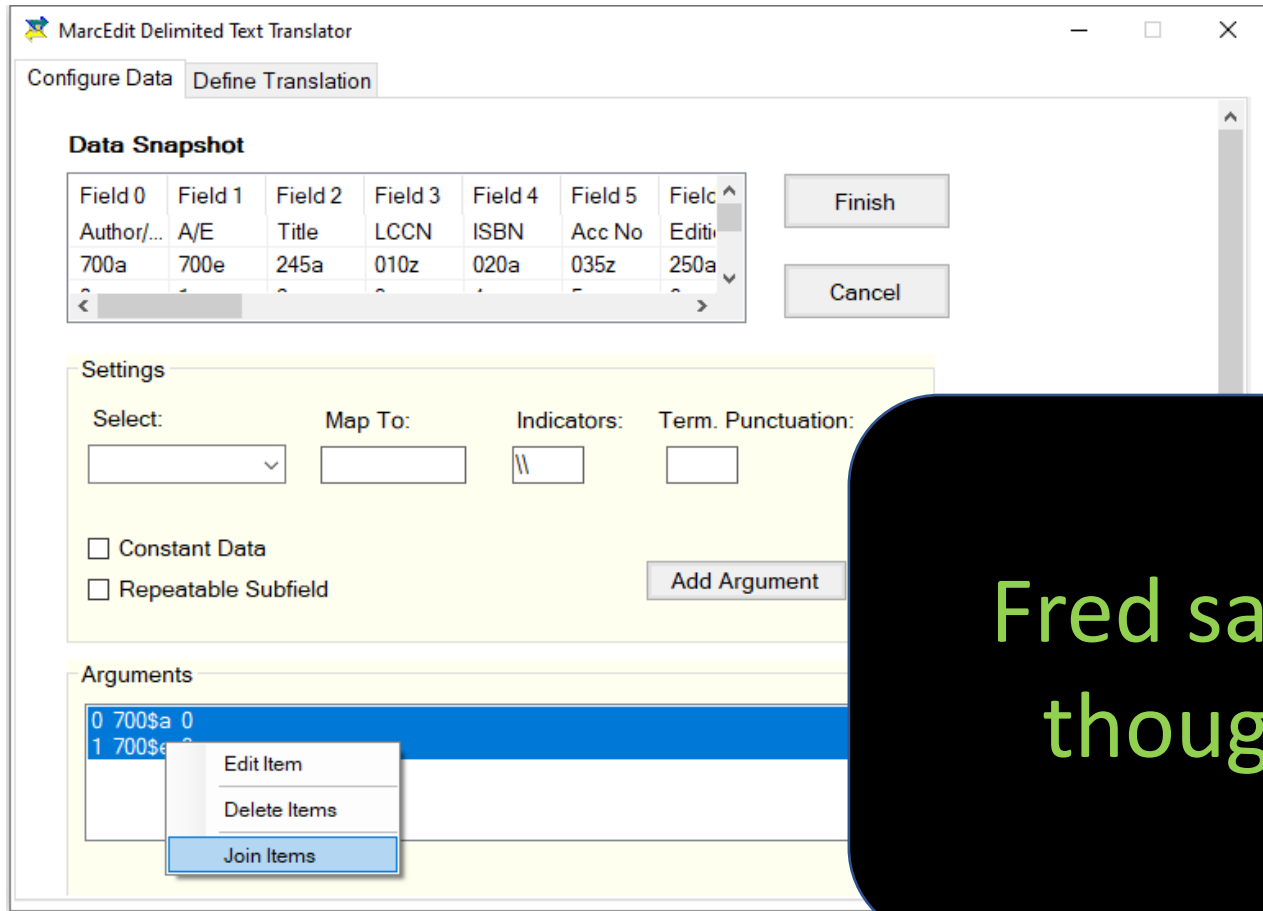 MarcEdit Delimited Text Translator
Configure Data Define Translation
Data Snapshot
Field 0 Field 1 Field 2 Field 3 Field 4 Field 5
Author/... A/E Title LCCN ISBN Acc No
700a 700e 245a 010z 020a 035z 250a
Finish
Cancel
Settings
Select: Map To: Indicators: Term. Punctuation:
\\
Constant Data
Repeatable Subfield
Add Argument
Arguments
0 700$a 0
1 700$e
Edit Item
Delete Items
Join Items
Fred